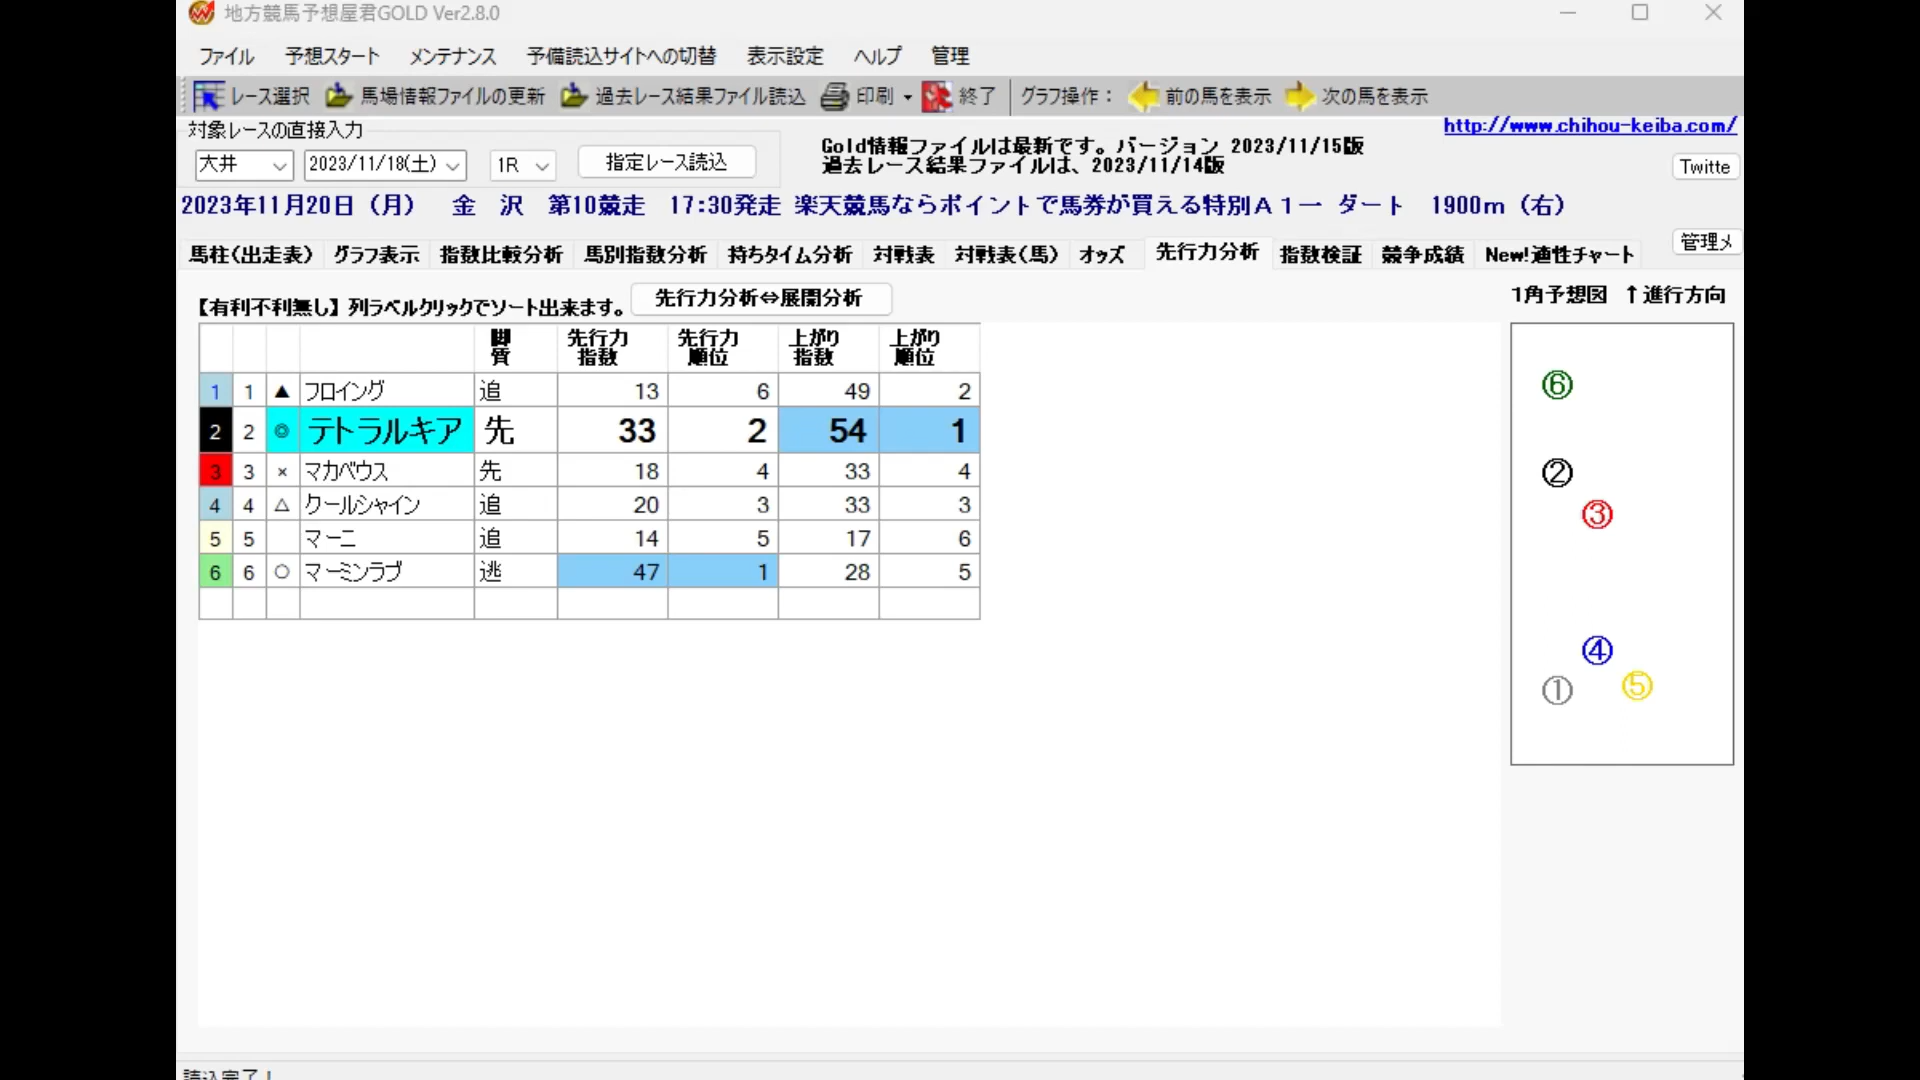 地方競馬予想屋君GOLD Ver2.8.0
ファイル 予想スタート メンテナンス 予備読込サイトへの切替 表示設定 ヘルプ 管理
レース選択 馬場情報ファイルの更新 過去レース結果ファイル読込 印刷 終了 グラフ操作： 前の馬を表示 次の馬を表示
対象レースの直接入力
http://www.chihou-keiba.com/
大井 2023/11/18(土) 1R 指定レース読込
Gold情報ファイルは最新です。バージョン 2023/11/15版
過去レース結果ファイルは、2023/11/14版
Twitte
2023年11月20日（月） 金 沢 第10競走 17:30発走 楽天競馬ならポイントで馬券が買える特別Ａ１一 ダート 1900m（右）
管理メ
馬柱(出走表) グラフ表示 指数比較分析 馬別指数分析 持ちタイム分析 対戦表 対戦表(馬) オッズ 先行力分析 指数検証 競争成績 New!適性チャート
【有利不利無し】列ラベルクリックでソート出来ます。 先行力分析⇔展開分析
1角予想図 ↑進行方向
脚質 先行力指数 先行力順位 上がり指数 上がり順位
1 1 ▲ フロイング 追 13 6 49 2
2 2 ◎ テトラルキア 先 33 2 54 1
3 3 × マカベウス 先 18 4 33 4
4 4 △ クールシャイン 追 20 3 33 3
5 5 マーニ 追 14 5 17 6
6 6 ○ マーミンラブ 逃 47 1 28 5
⑥
②
③
④
①
⑤
読込完了！